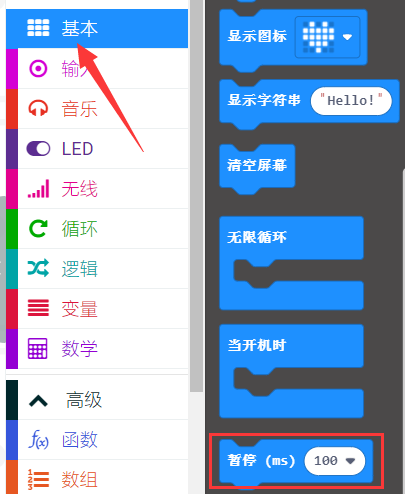 基本
输入
音乐
LED
无线
循环
逻辑
变量
数学
高级
f(x) 函数
数组
显示图标
显示字符串 "Hello!"
清空屏幕
无限循环
当开机时
暂停 (ms) 100